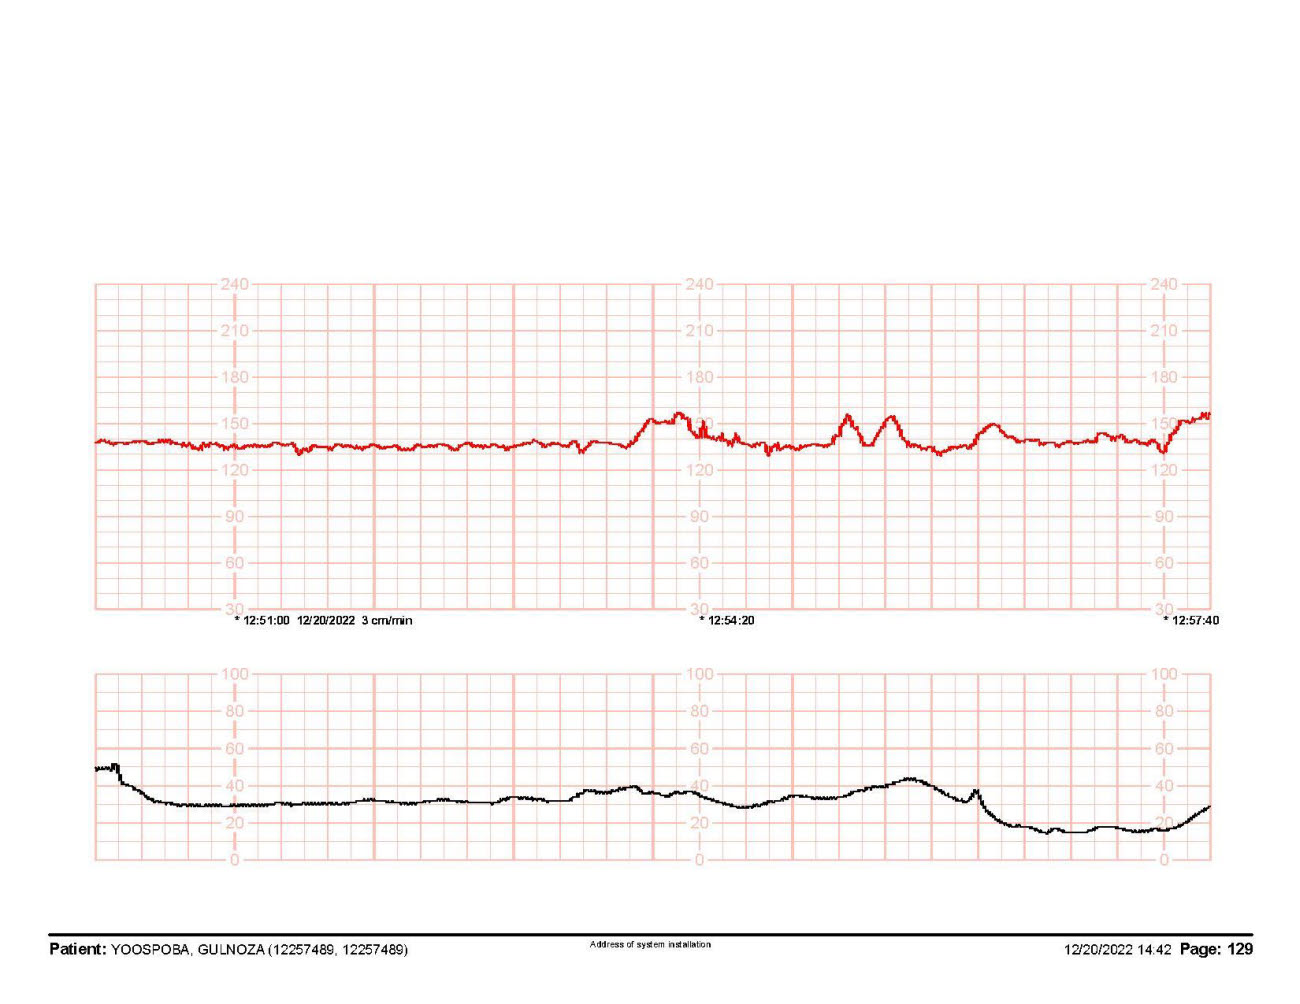 240 240 240
210 210 210
180 180 180
150 150 150
120 120 120
90 90 90
60 60 60
30 30 30
* 12:51:00 12/20/2022 3 cm/min * 12:54:20 * 12:57:40
100 100 100
80 80 80
60 60 60
40 40 40
20 20 20
0 0 0
Patient: YOOSPOBA, GULNOZA (12257489, 12257489) Address of system installation 12/20/2022 14:42 Page: 129